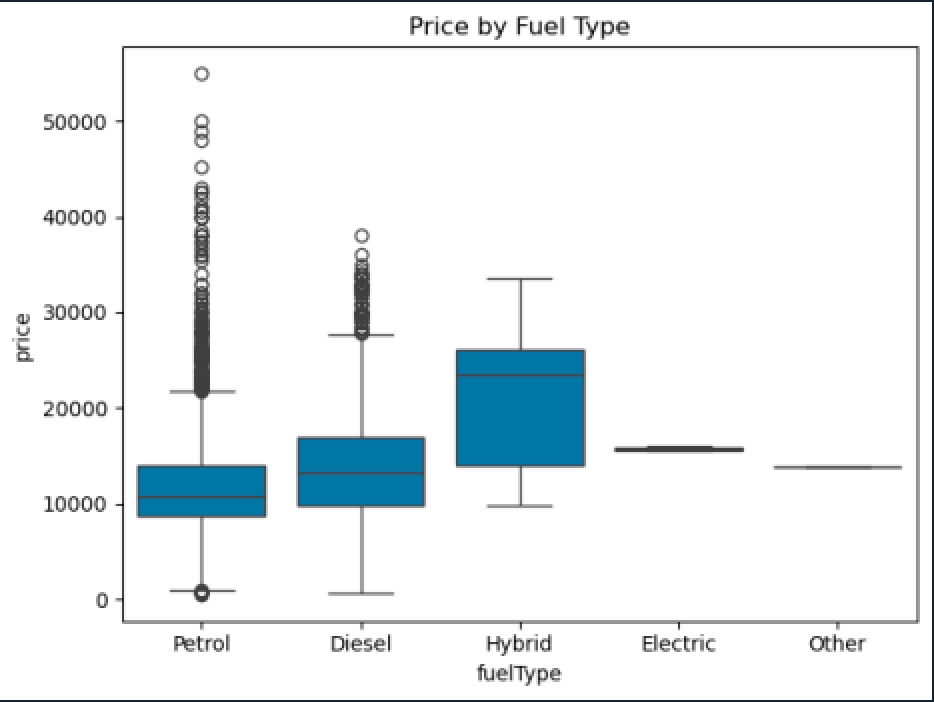 Price by Fuel Type
50000
40000
30000
20000
10000
0
price
Petrol Diesel Hybrid Electric Other
fuelType